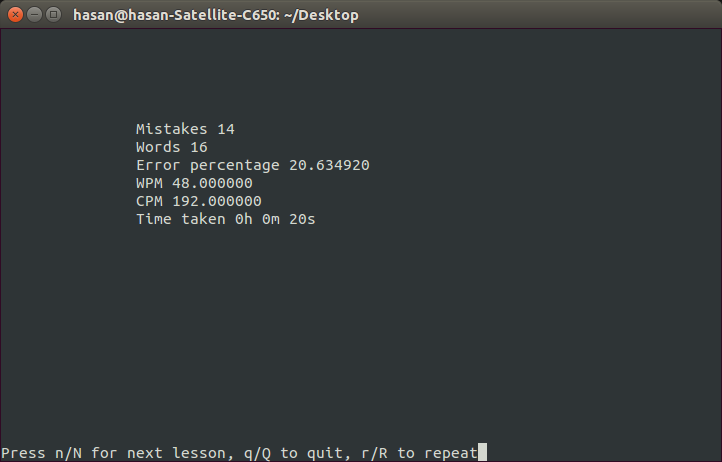 hasan@hasan-Satellite-C650: ~/Desktop
Mistakes 14
Words 16
Error percentage 20.634920
WPM 48.000000
CPM 192.000000
Time taken 0h 0m 20s
Press n/N for next lesson, q/Q to quit, r/R to repeat